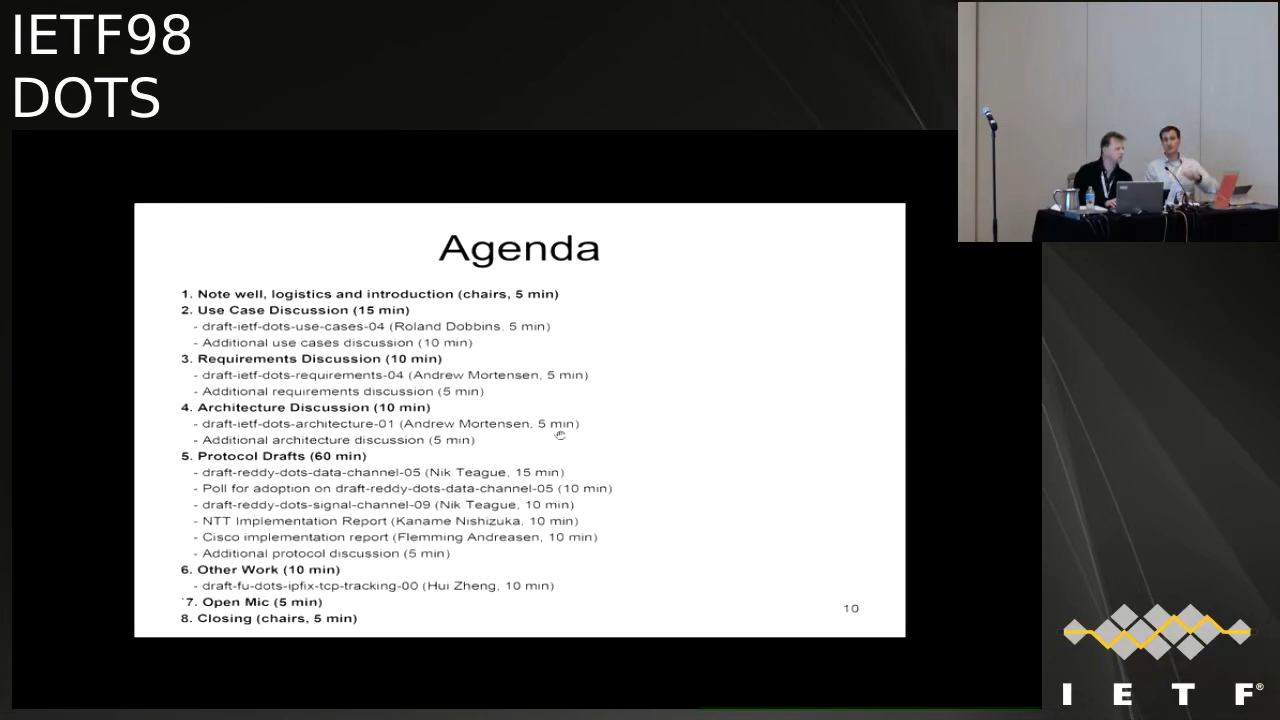 IETF98
DOTS
Agenda
1. Note well, logistics and introduction (chairs, 5 min)
2. Use Case Discussion (15 min)
- draft-ietf-dots-use-cases-04 (Roland Dobbins, 5 min)
- Additional use cases discussion (10 min)
3. Requirements Discussion (10 min)
- draft-ietf-dots-requirements-04 (Andrew Mortensen, 5 min)
- Additional requirements discussion (5 min)
4. Architecture Discussion (10 min)
- draft-ietf-dots-architecture-01 (Andrew Mortensen, 5 min)
- Additional architecture discussion (5 min)
5. Protocol Drafts (60 min)
- draft-reddy-dots-data-channel-05 (Nik Teague, 15 min)
- Poll for adoption on draft-reddy-dots-data-channel-05 (10 min)
- draft-reddy-dots-signal-channel-09 (Nik Teague, 10 min)
- NTT Implementation Report (Kaname Nishizuka, 10 min)
- Cisco implementation report (Flemming Andreasen, 10 min)
- Additional protocol discussion (5 min)
6. Other Work (10 min)
- draft-fu-dots-ipfix-tcp-tracking-00 (Hui Zheng, 10 min)
`7. Open Mic (5 min)
8. Closing (chairs, 5 min)
10
I E T F®